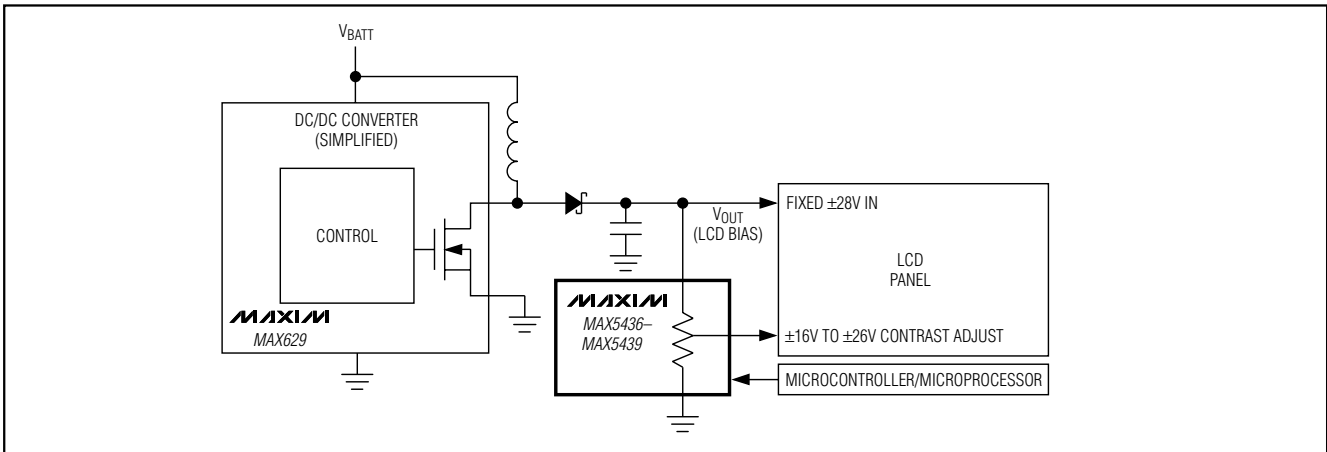 VBATT
DC/DC CONVERTER
(SIMPLIFIED)
CONTROL
MAXIM
MAX629
VOUT
(LCD BIAS)
MAXIM
MAX5436–
MAX5439
FIXED ±28V IN
LCD
PANEL
±16V TO ±26V CONTRAST ADJUST
MICROCONTROLLER/MICROPROCESSOR